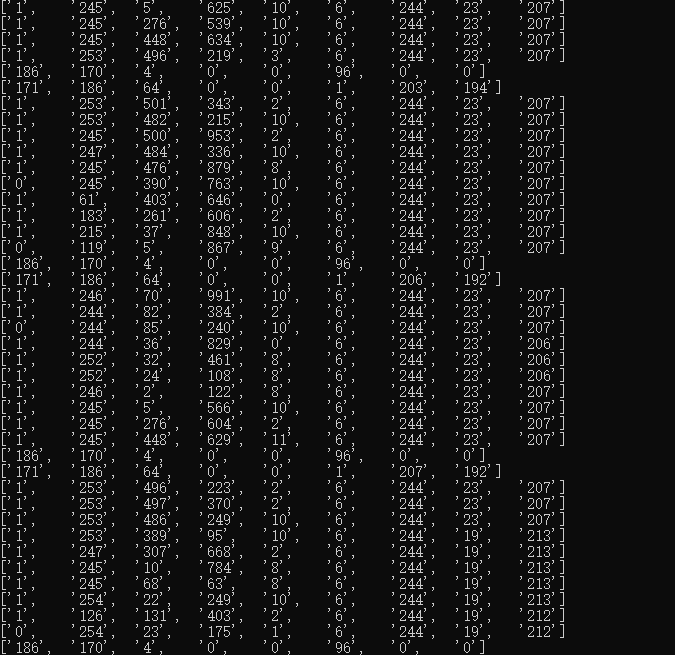 ['1', '245', '5', '625', '10', '6', '244', '23', '207']
['1', '245', '276', '539', '10', '6', '244', '23', '207']
['1', '245', '448', '634', '10', '6', '244', '23', '207']
['1', '253', '496', '219', '3', '6', '244', '23', '207']
['186', '170', '4', '0', '0', '96', '0', '0']
['171', '186', '64', '0', '0', '1', '203', '194']
['1', '253', '501', '343', '2', '6', '244', '23', '207']
['1', '253', '482', '215', '10', '6', '244', '23', '207']
['1', '245', '500', '953', '2', '6', '244', '23', '207']
['1', '247', '484', '336', '10', '6', '244', '23', '207']
['1', '245', '476', '879', '8', '6', '244', '23', '207']
['0', '245', '390', '763', '10', '6', '244', '23', '207']
['1', '61', '403', '646', '0', '6', '244', '23', '207']
['1', '183', '261', '606', '2', '6', '244', '23', '207']
['1', '215', '37', '848', '10', '6', '244', '23', '207']
['0', '119', '5', '867', '9', '6', '244', '23', '207']
['186', '170', '4', '0', '0', '96', '0', '0']
['171', '186', '64', '0', '0', '1', '206', '192']
['1', '246', '70', '991', '10', '6', '244', '23', '207']
['1', '244', '82', '384', '2', '6', '244', '23', '207']
['0', '244', '85', '240', '10', '6', '244', '23', '207']
['1', '244', '36', '829', '0', '6', '244', '23', '206']
['1', '252', '32', '461', '8', '6', '244', '23', '206']
['1', '252', '24', '108', '8', '6', '244', '23', '206']
['1', '246', '2', '122', '8', '6', '244', '23', '207']
['1', '245', '5', '566', '10', '6', '244', '23', '207']
['1', '245', '276', '604', '2', '6', '244', '23', '207']
['1', '245', '448', '629', '11', '6', '244', '23', '207']
['186', '170', '4', '0', '0', '96', '0', '0']
['171', '186', '64', '0', '0', '1', '207', '192']
['1', '253', '496', '223', '2', '6', '244', '23', '207']
['1', '253', '497', '370', '2', '6', '244', '23', '207']
['1', '253', '486', '249', '10', '6', '244', '23', '207']
['1', '253', '389', '95', '10', '6', '244', '19', '213']
['1', '247', '307', '668', '2', '6', '244', '19', '213']
['1', '245', '10', '784', '8', '6', '244', '19', '213']
['1', '245', '68', '63', '8', '6', '244', '19', '213']
['1', '254', '22', '249', '10', '6', '244', '19', '213']
['1', '126', '131', '403', '2', '6', '244', '19', '212']
['0', '254', '23', '175', '1', '6', '244', '19', '212']
['186', '170', '4', '0', '0', '96', '0', '0']